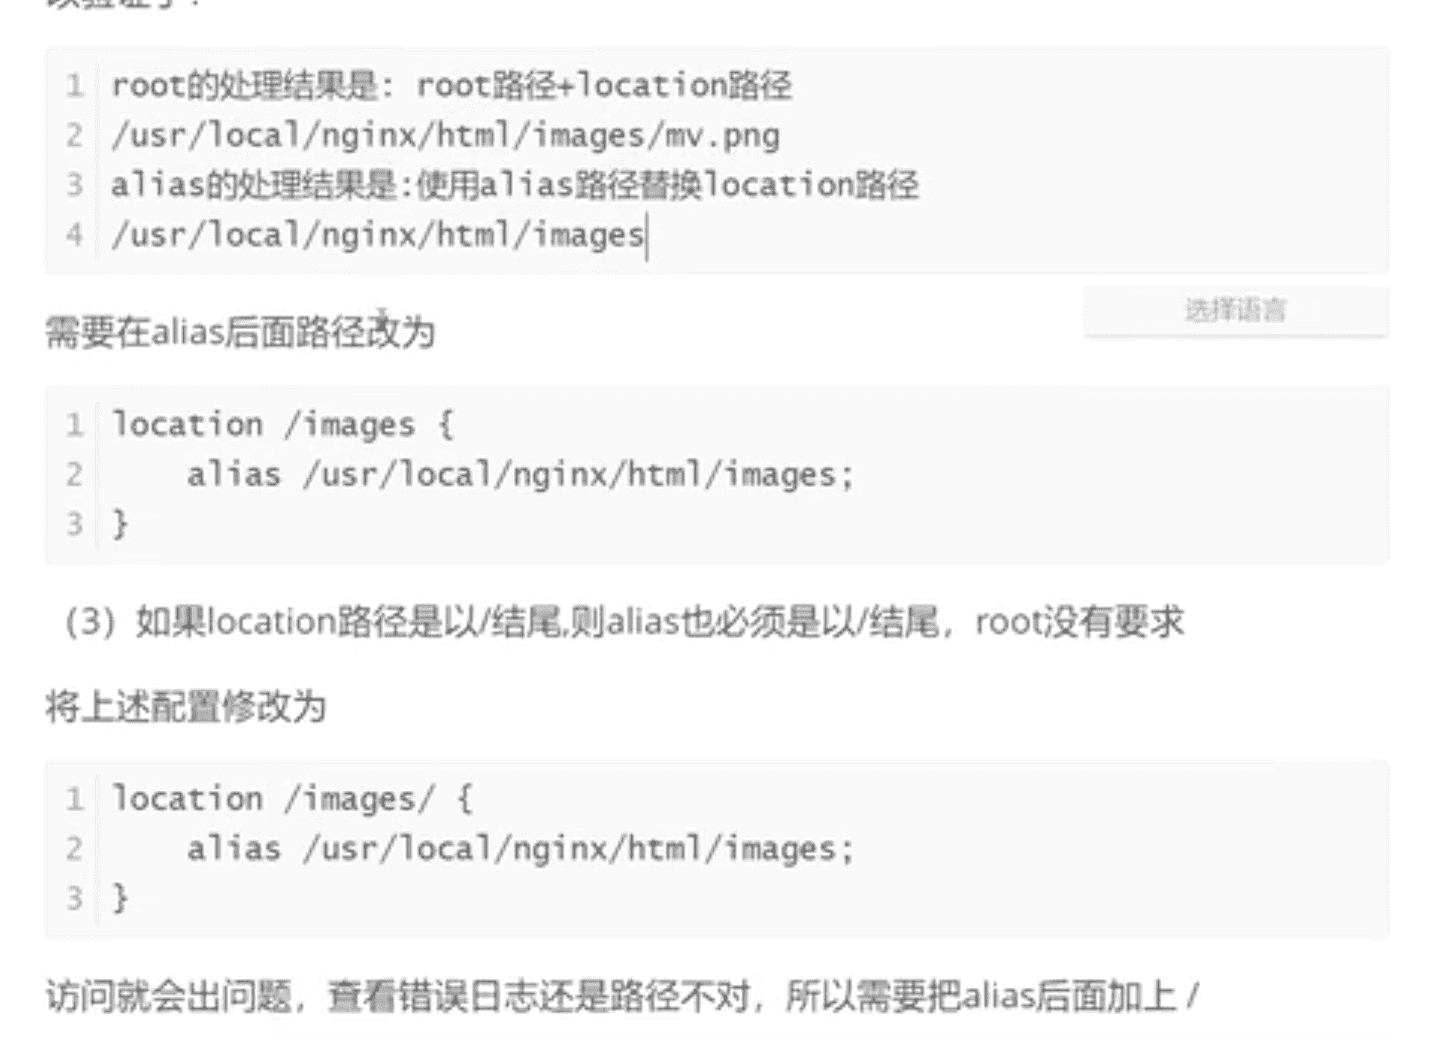 1 root的处理结果是: root路径+location路径
2 /usr/local/nginx/html/images/mv.png
3 alias的处理结果是:使用alias路径替换location路径
4 /usr/local/nginx/html/images
选择语言
需要在alias后面路径改为
1 location /images {
2 alias /usr/local/nginx/html/images;
3 }
（3）如果location路径是以/结尾,则alias也必须是以/结尾，root没有要求
将上述配置修改为
1 location /images/ {
2 alias /usr/local/nginx/html/images;
3 }
访问就会出问题，查看错误日志还是路径不对，所以需要把alias后面加上 /